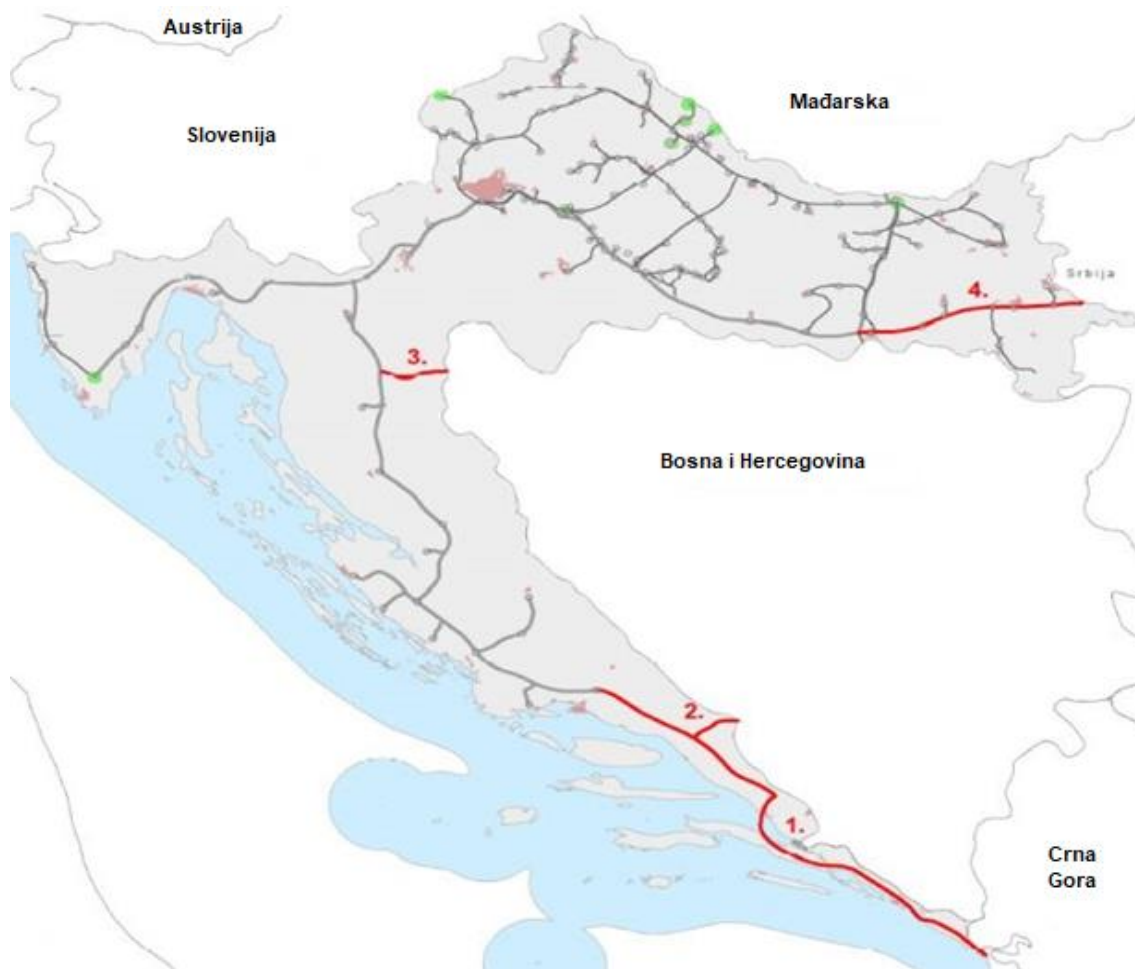 Austrija
Mađarska
Slovenija
Srbija
4.
3.
Bosna i Hercegovina
2.
1.
Crna
Gora